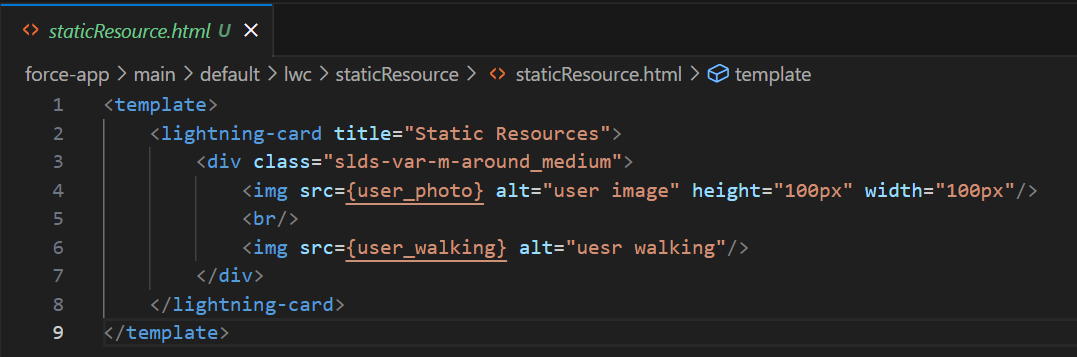 staticResource.html U
force-app > main > default > lwc > staticResource > staticResource.html > template
1 <template>
2     <lightning-card title="Static Resources">
3         <div class="slds-var-m-around_medium">
4             <img src={user_photo} alt="user image" height="100px" width="100px"/>
5             <br/>
6             <img src={user_walking} alt="uesr walking"/>
7         </div>
8     </lightning-card>
9 </template>